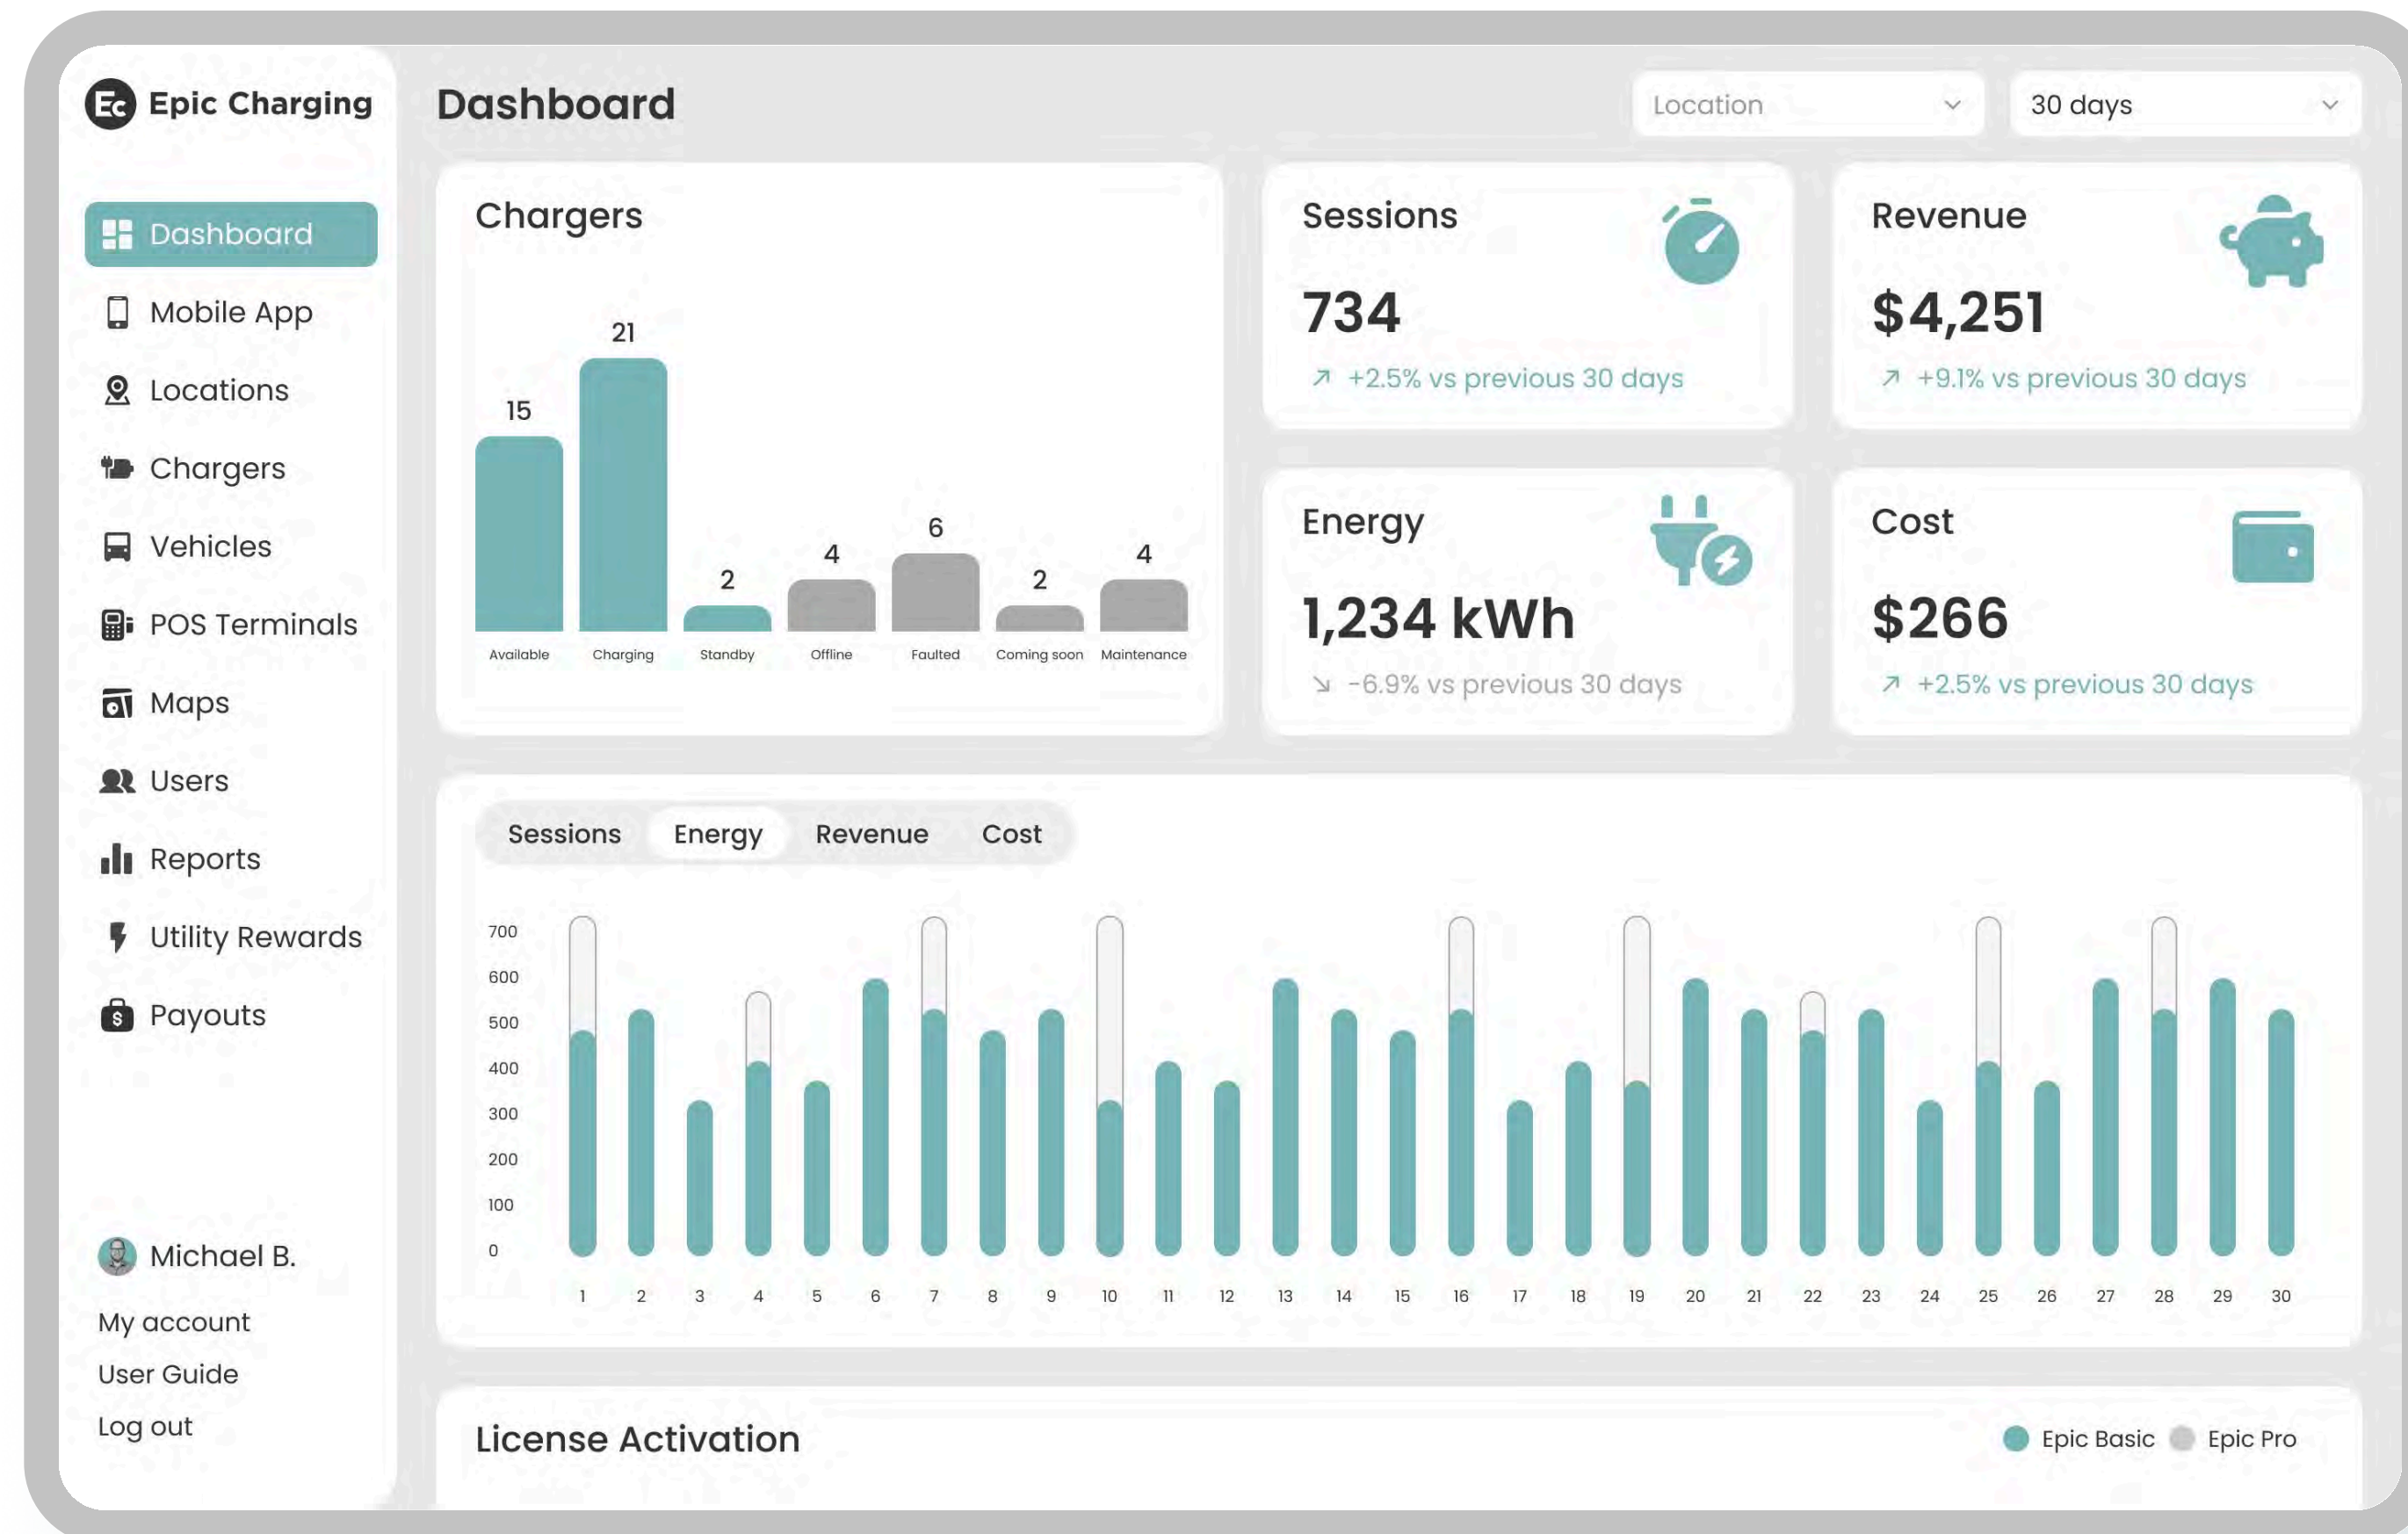 Ec Epic Charging
Dashboard
Mobile App
Locations
Chargers
Vehicles
POS Terminals
Maps
Users
Reports
Utility Rewards
Payouts
Michael B.
My account
User Guide
Log out
Dashboard
Location
30 days
Chargers
15
21
2
4
6
2
4
Available
Charging
Standby
Offline
Faulted
Coming soon
Maintenance
Sessions
734
+2.5% vs previous 30 days
Revenue
$4,251
+9.1% vs previous 30 days
Energy
1,234 kWh
-6.9% vs previous 30 days
Cost
$266
+2.5% vs previous 30 days
Sessions Energy Revenue Cost
700
600
500
400
300
200
100
0
1 2 3 4 5 6 7 8 9 10 11 12 13 14 15 16 17 18 19 20 21 22 23 24 25 26 27 28 29 30
License Activation
Epic Basic Epic Pro